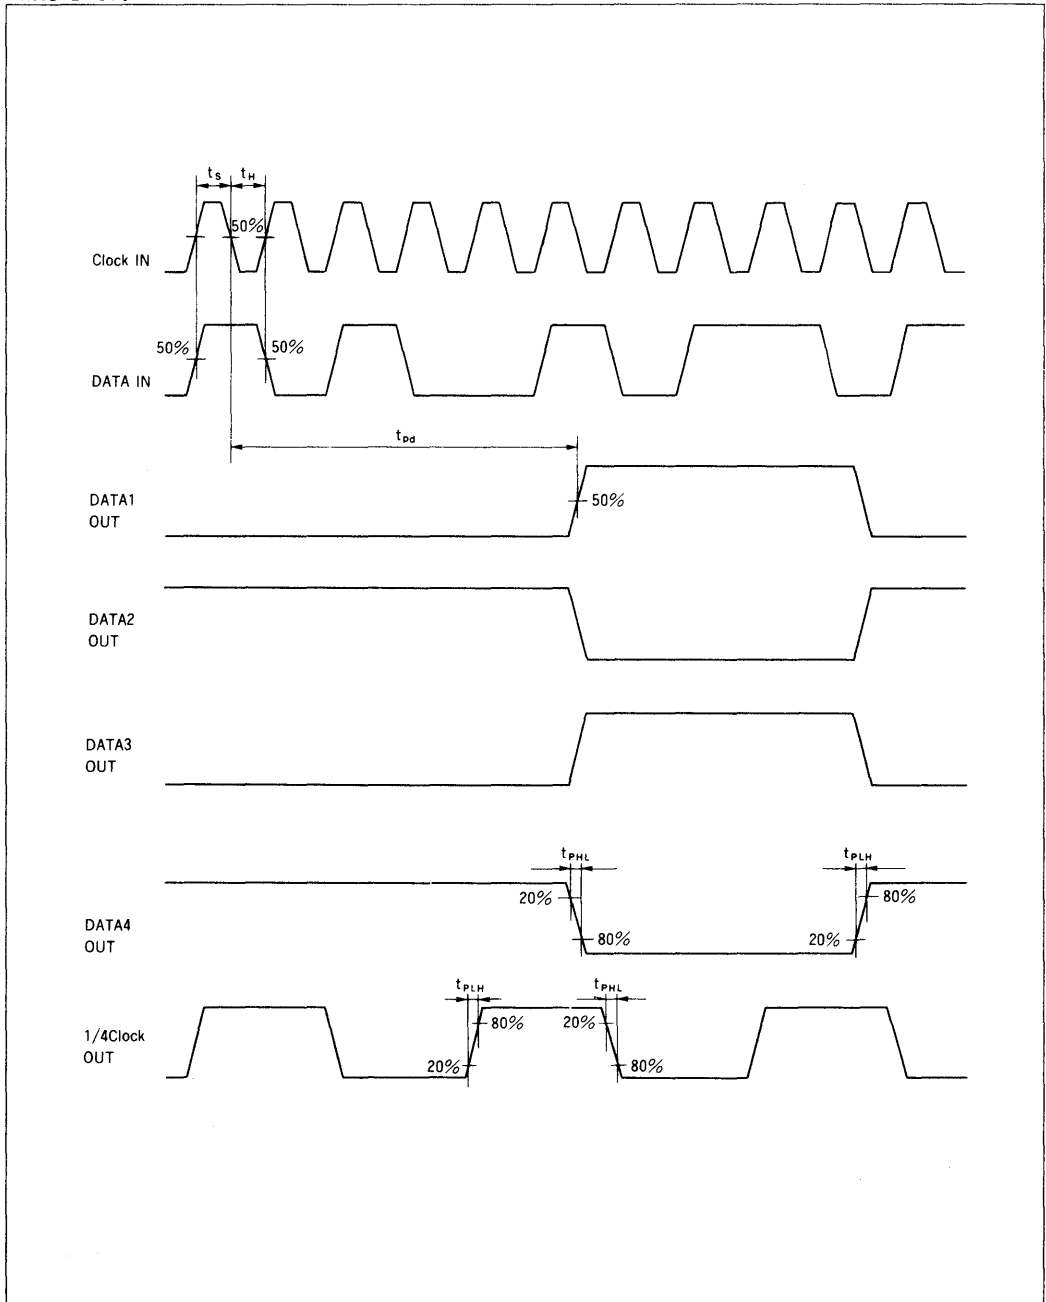 tS tH
50%
Clock IN
50% 50%
DATA IN
tpd
DATA1
OUT
50%
DATA2
OUT
DATA3
OUT
tPHL tPLH
20% 80%
DATA4
OUT
80% 20%
tPLH tPHL
1/4Clock
OUT
80% 20%
20% 80%